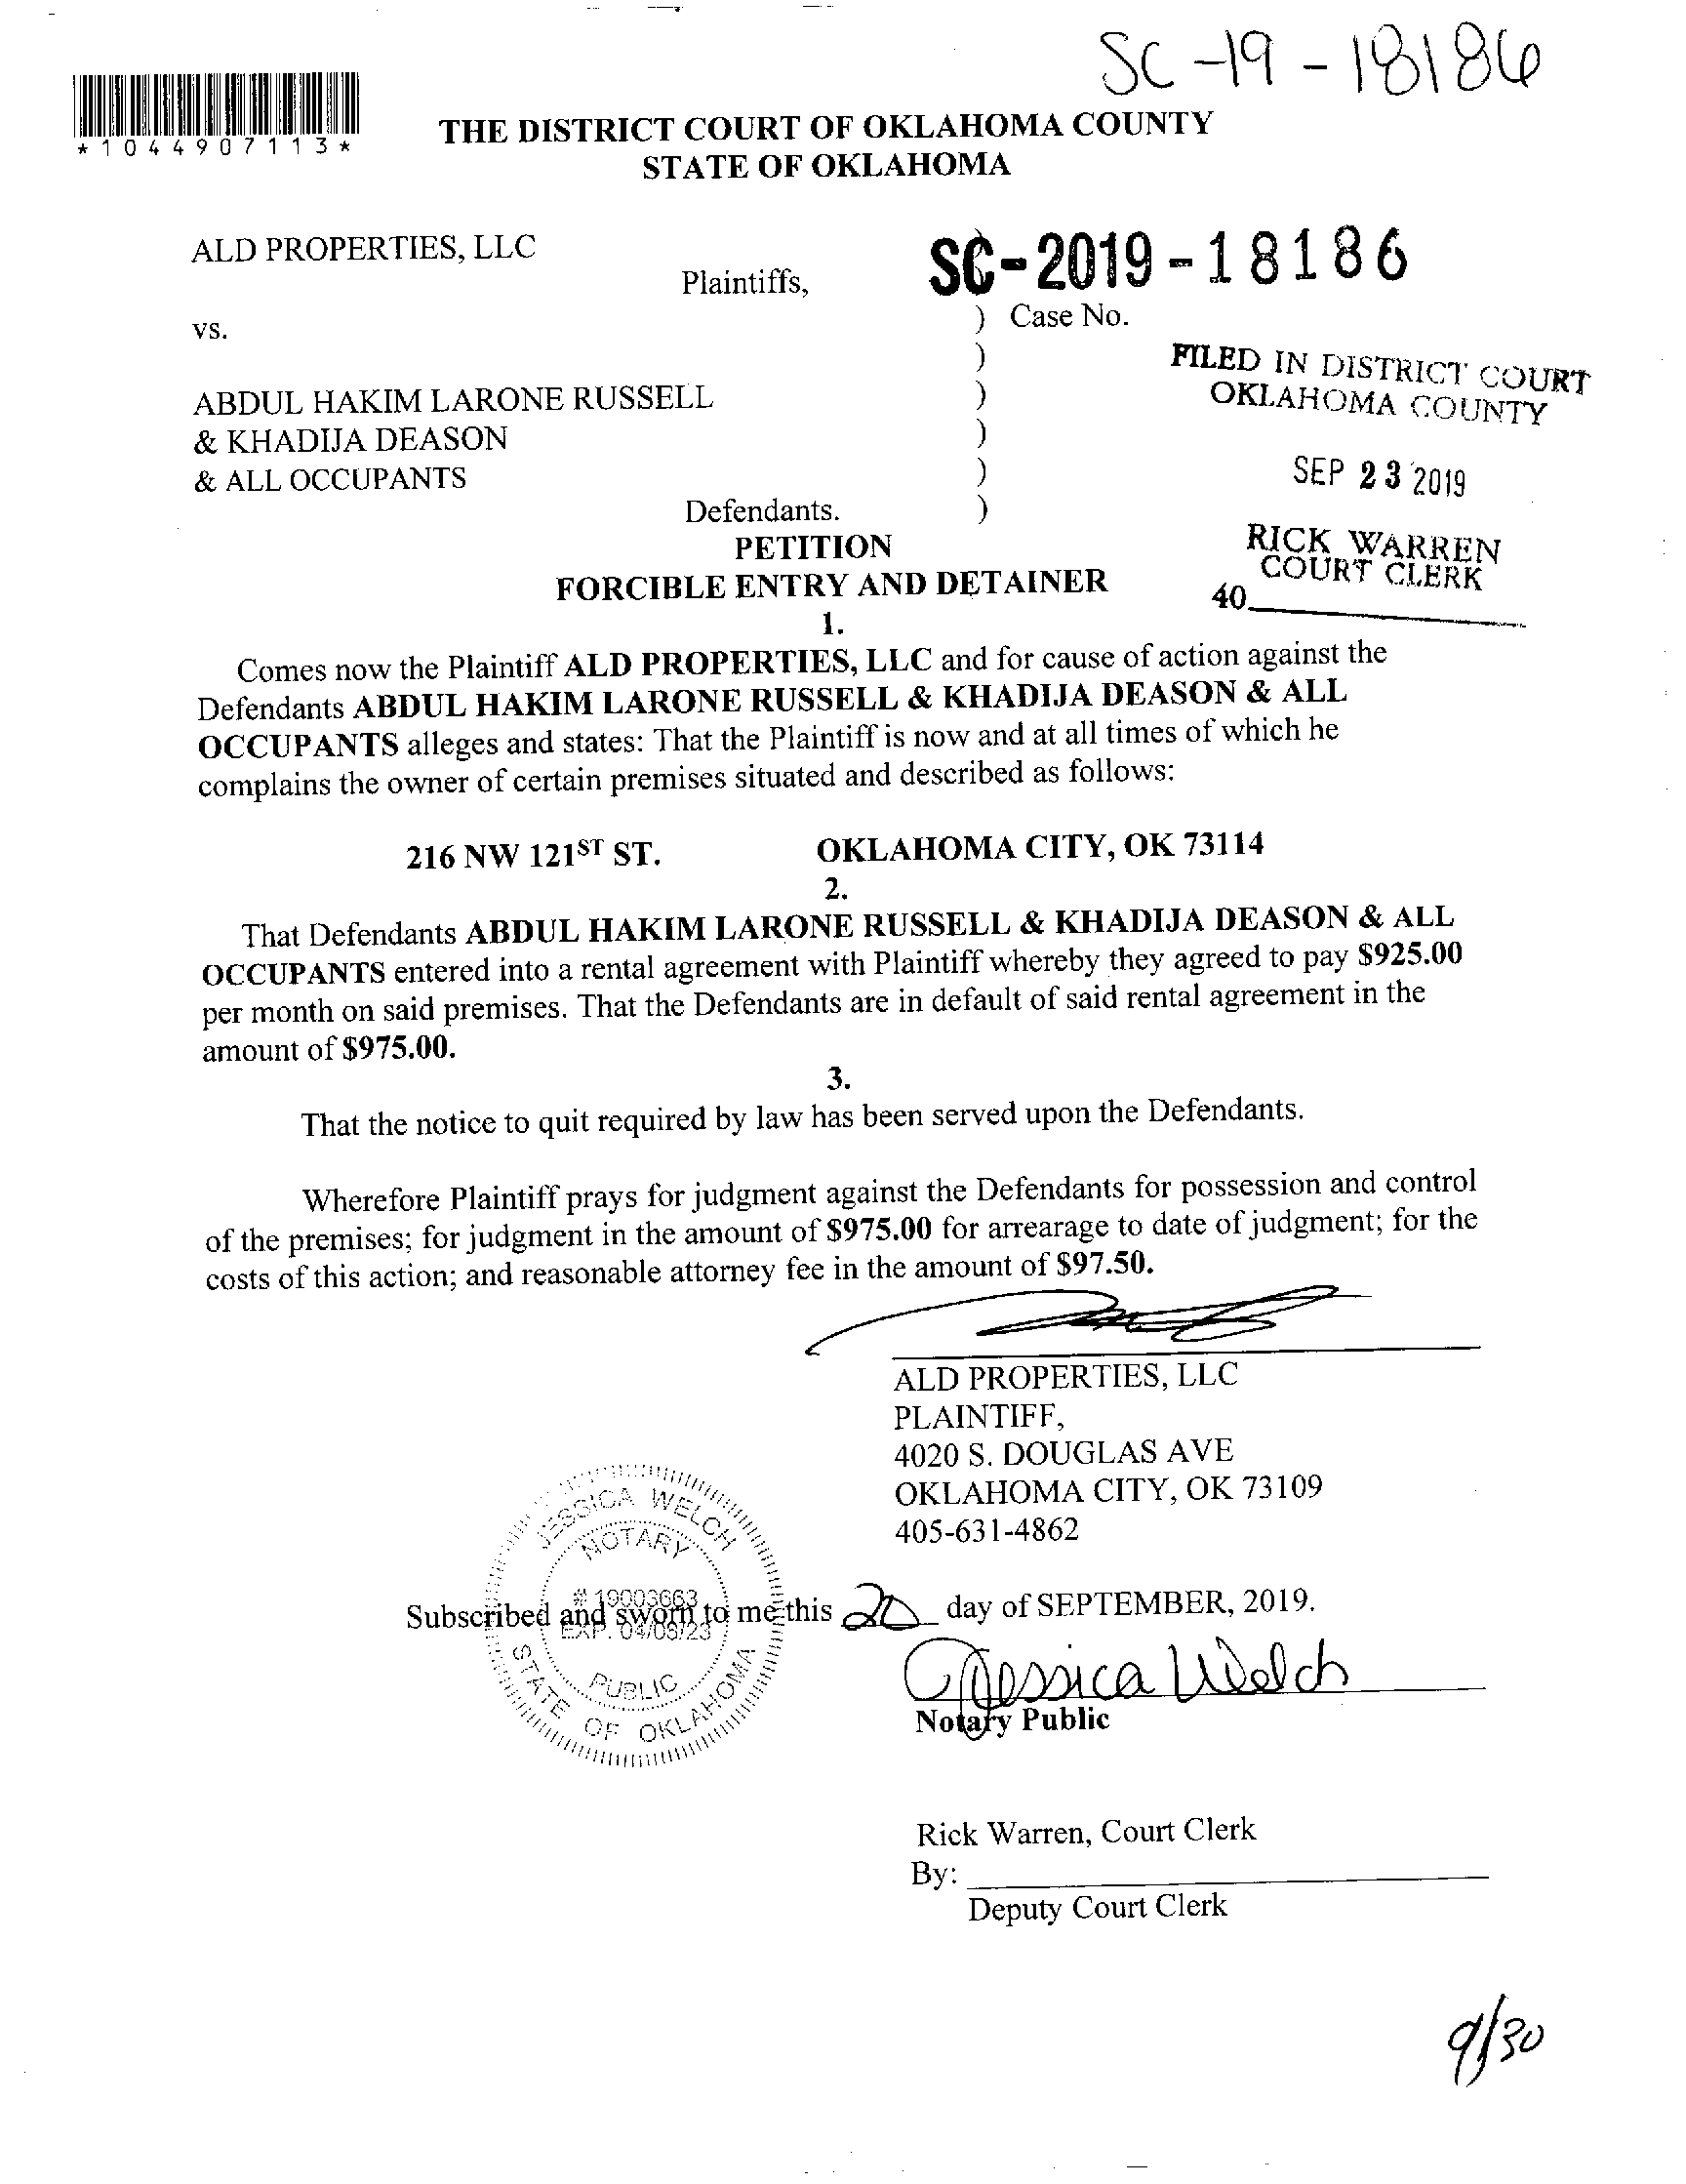 SC-19-18186
*1044907113*
THE DISTRICT COURT OF OKLAHOMA COUNTY
STATE OF OKLAHOMA
ALD PROPERTIES, LLC
Plaintiffs,
SC-2019-18186
vs.
) Case No.
)
FILED IN DISTRICT COURT
OKLAHOMA COUNTY
ABDUL HAKIM LARONE RUSSELL )
& KHADIJA DEASON )
& ALL OCCUPANTS )
SEP 23 2019
Defendants. )
RICK WARREN
COURT CLERK
40
PETITION
FORCIBLE ENTRY AND DETAINER
1.
Comes now the Plaintiff ALD PROPERTIES, LLC and for cause of action against the
Defendants ABDUL HAKIM LARONE RUSSELL & KHADIJA DEASON & ALL
OCCUPANTS alleges and states: That the Plaintiff is now and at all times of which he
complains the owner of certain premises situated and described as follows:
216 NW 121ST ST. OKLAHOMA CITY, OK 73114
2.
That Defendants ABDUL HAKIM LARONE RUSSELL & KHADIJA DEASON & ALL
OCCUPANTS entered into a rental agreement with Plaintiff whereby they agreed to pay $925.00
per month on said premises. That the Defendants are in default of said rental agreement in the
amount of $975.00.
3.
That the notice to quit required by law has been served upon the Defendants.
Wherefore Plaintiff prays for judgment against the Defendants for possession and control
of the premises; for judgment in the amount of $975.00 for arrearage to date of judgment; for the
costs of this action; and reasonable attorney fee in the amount of $97.50.
ALD PROPERTIES, LLC
PLAINTIFF,
4020 S. DOUGLAS AVE
OKLAHOMA CITY, OK 73109
405-631-4862
JESSICA WELCH
NOTARY
# 19003663
EXP. 04/08/23
PUBLIC
STATE OF OKLAHOMA
Subscribed and sworn to me this 20 day of SEPTEMBER, 2019.
Jessica Welch
Notary Public
Rick Warren, Court Clerk
By:
Deputy Court Clerk
9/30